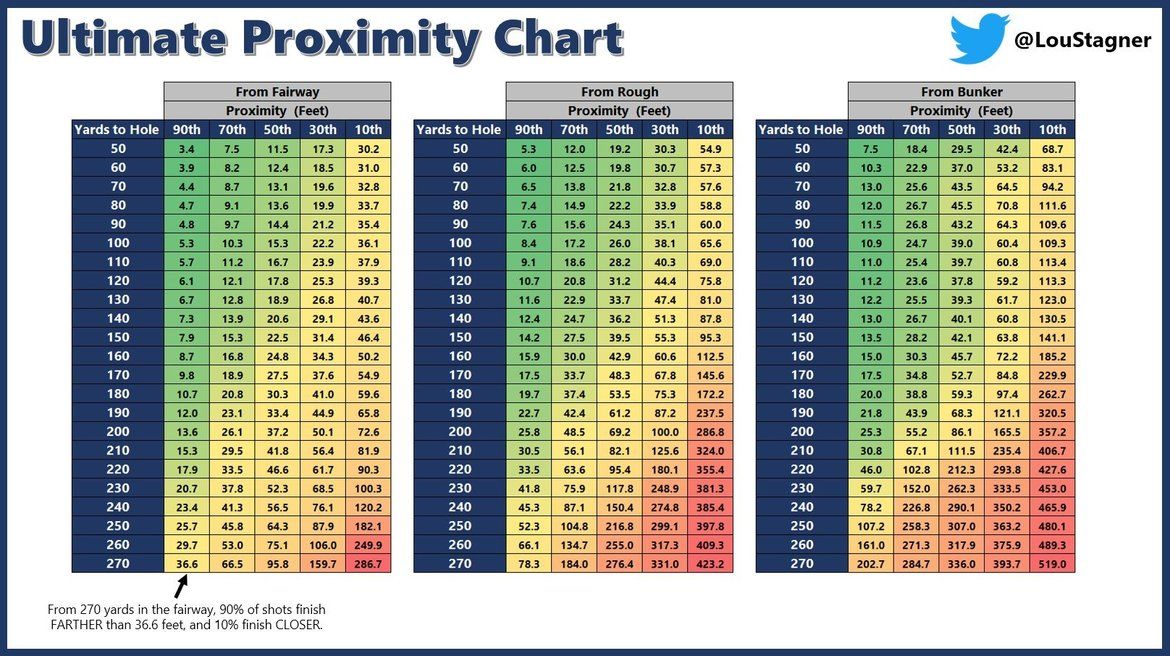 Ultimate Proximity Chart
@LouStagner
From Fairway
Proximity (Feet)
Yards to Hole 90th 70th 50th 30th 10th
50 3.4 7.5 11.5 17.3 30.2
60 3.9 8.2 12.4 18.5 31.0
70 4.4 8.7 13.1 19.6 32.8
80 4.7 9.1 13.6 19.9 33.7
90 4.8 9.7 14.4 21.2 35.4
100 5.3 10.3 15.3 22.2 36.1
110 5.7 11.2 16.7 23.9 37.9
120 6.1 12.1 17.8 25.3 39.3
130 6.7 12.8 18.9 26.8 40.7
140 7.3 13.9 20.6 29.1 43.6
150 7.9 15.3 22.5 31.4 46.4
160 8.7 16.8 24.8 34.3 50.2
170 9.8 18.9 27.5 37.6 54.9
180 10.7 20.8 30.3 41.0 59.6
190 12.0 23.1 33.4 44.9 65.8
200 13.6 26.1 37.2 50.1 72.6
210 15.3 29.5 41.8 56.4 81.9
220 17.9 33.5 46.6 61.7 90.3
230 20.7 37.8 52.3 68.5 100.3
240 23.4 41.3 56.5 76.1 120.2
250 25.7 45.8 64.3 87.9 182.1
260 29.7 53.0 75.1 106.0 249.9
270 36.6 66.5 95.8 159.7 286.7
From Rough
Proximity (Feet)
Yards to Hole 90th 70th 50th 30th 10th
50 5.3 12.0 19.2 30.3 54.9
60 6.0 12.5 19.8 30.7 57.3
70 6.5 13.8 21.8 32.8 57.6
80 7.4 14.9 22.2 33.9 58.8
90 7.6 15.6 24.3 35.1 60.0
100 8.4 17.2 26.0 38.1 65.6
110 9.1 18.6 28.2 40.3 69.0
120 10.7 20.8 31.2 44.4 75.8
130 11.6 22.9 33.7 47.4 81.0
140 12.4 24.7 36.2 51.3 87.8
150 14.2 27.5 39.5 55.3 95.3
160 15.9 30.0 42.9 60.6 112.5
170 17.5 33.7 48.3 67.8 145.6
180 19.7 37.4 53.5 75.3 172.2
190 22.7 42.4 61.2 87.2 237.5
200 25.8 48.5 69.2 100.0 286.8
210 30.5 56.1 82.1 125.6 324.0
220 33.5 63.6 95.4 180.1 355.4
230 41.8 75.9 117.8 248.9 381.3
240 45.3 87.1 150.4 274.8 385.4
250 52.3 104.8 216.8 299.1 397.8
260 66.1 134.7 255.0 317.3 409.3
270 78.3 184.0 276.4 331.0 423.2
From Bunker
Proximity (Feet)
Yards to Hole 90th 70th 50th 30th 10th
50 7.5 18.4 29.5 42.4 68.7
60 10.3 22.9 37.0 53.2 83.1
70 13.0 25.6 43.5 64.5 94.2
80 12.0 26.7 45.5 70.8 111.6
90 11.5 26.8 43.2 64.3 109.6
100 10.9 24.7 39.0 60.4 109.3
110 11.0 25.4 39.7 60.8 113.4
120 11.2 23.6 37.8 59.2 113.3
130 12.2 25.5 39.3 61.7 123.0
140 13.0 26.7 40.1 60.8 130.5
150 13.5 28.2 42.1 63.8 141.1
160 15.0 30.3 45.7 72.2 185.2
170 17.5 34.8 52.7 84.8 229.9
180 20.0 38.8 59.3 97.4 262.7
190 21.8 43.9 68.3 121.1 320.5
200 25.3 55.2 86.1 165.5 357.2
210 30.8 67.1 111.5 235.4 406.7
220 46.0 102.8 212.3 293.8 427.6
230 59.7 152.0 262.3 333.5 453.0
240 78.2 226.8 290.1 350.2 465.9
250 107.2 258.3 307.0 363.2 480.1
260 161.0 271.3 317.9 375.9 489.3
270 202.7 284.7 336.0 393.7 519.0
From 270 yards in the fairway, 90% of shots finish
FARTHER than 36.6 feet, and 10% finish CLOSER.